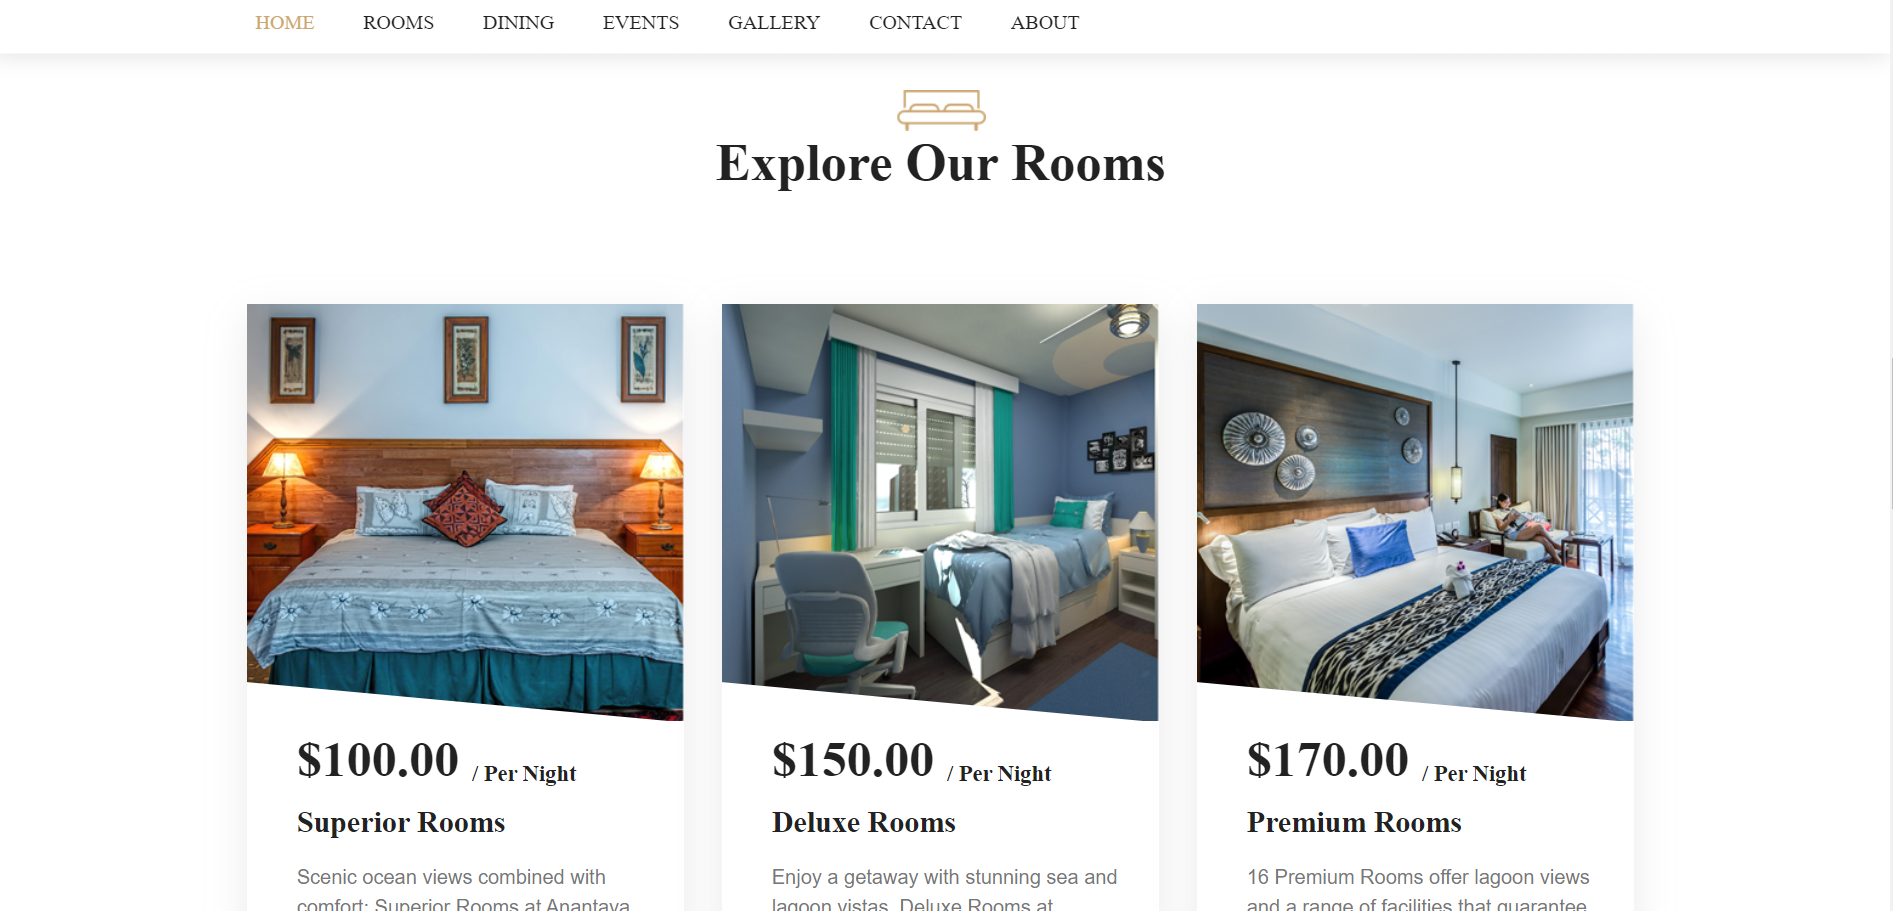 HOME ROOMS DINING EVENTS GALLERY CONTACT ABOUT
Explore Our Rooms
$100.00 / Per Night
Superior Rooms
Scenic ocean views combined with
comfort; Superior Rooms at Anantaya
$150.00 / Per Night
Deluxe Rooms
Enjoy a getaway with stunning sea and
lagoon vistas. Deluxe Rooms at
$170.00 / Per Night
Premium Rooms
16 Premium Rooms offer lagoon views
and a range of facilities that guarantee